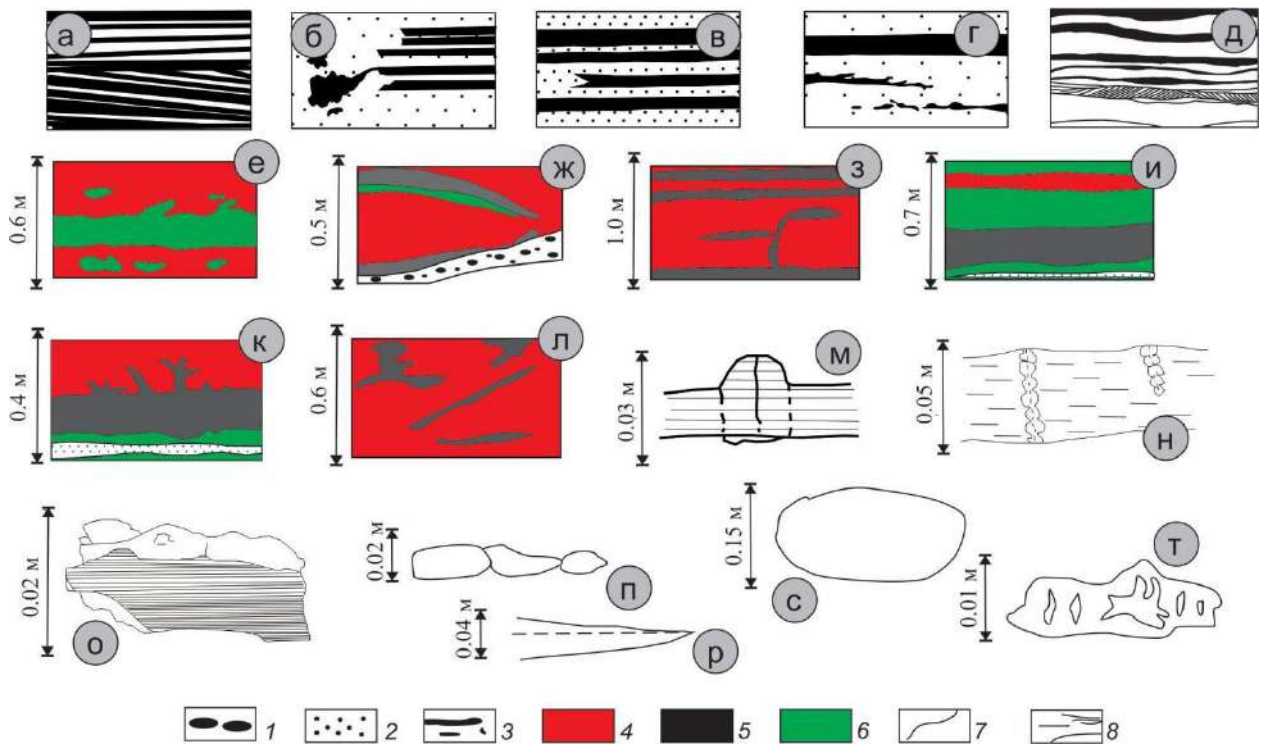 а б в г д
0.6 м е 0.5 м ж 1.0 м з 0.7 м и
0.4 м к 0.6 м л 0.03 м м 0.05 м н
0.02 м о 0.02 м п 0.15 м с 0.01 м т
0.04 м р
1 2 3 4 5 6 7 8